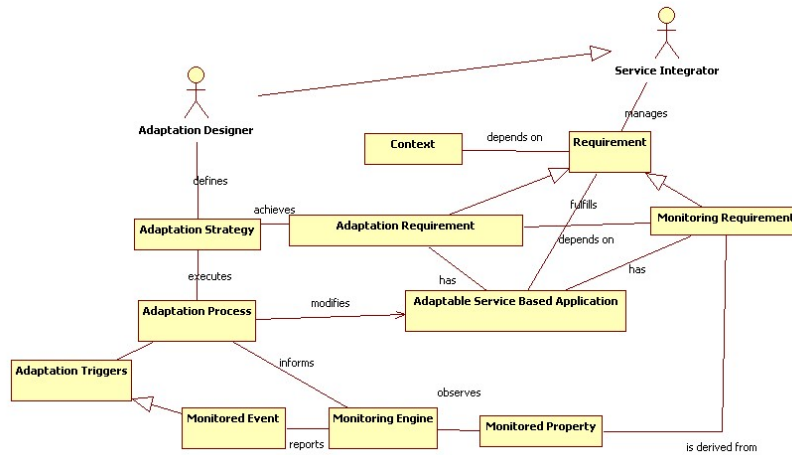 Service Integrator
Adaptation Designer
manages
Context
depends on
Requirement
defines
achieves
fulfills
Adaptation Strategy
Adaptation Requirement
Monitoring Requirement
depends on
executes
has
has
Adaptation Process
modifies
Adaptable Service Based Application
Adaptation Triggers
informs
observes
Monitored Event
Monitoring Engine
Monitored Property
reports
is derived from